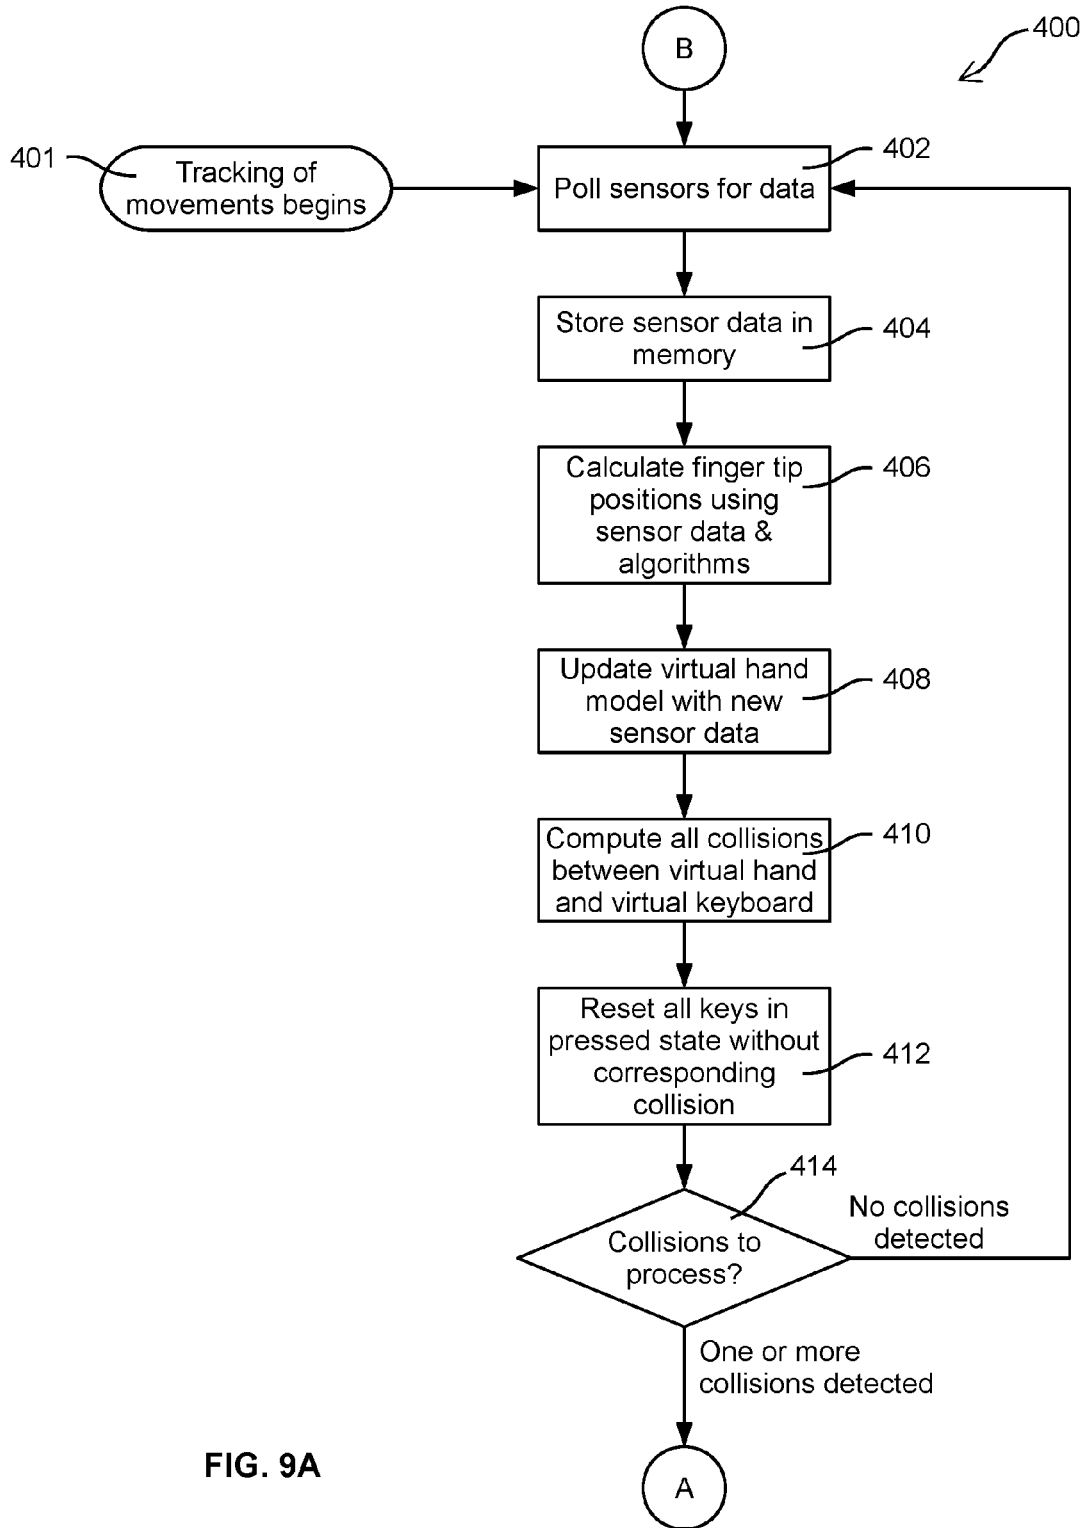 B
400
401
Tracking of
movements begins
402
Poll sensors for data
Store sensor data in
memory
404
Calculate finger tip
positions using
sensor data &
algorithms
406
Update virtual hand
model with new
sensor data
408
Compute all collisions
between virtual hand
and virtual keyboard
410
Reset all keys in
pressed state without
corresponding
collision
412
414
Collisions to
process?
No collisions
detected
One or more
collisions detected
A
FIG. 9A